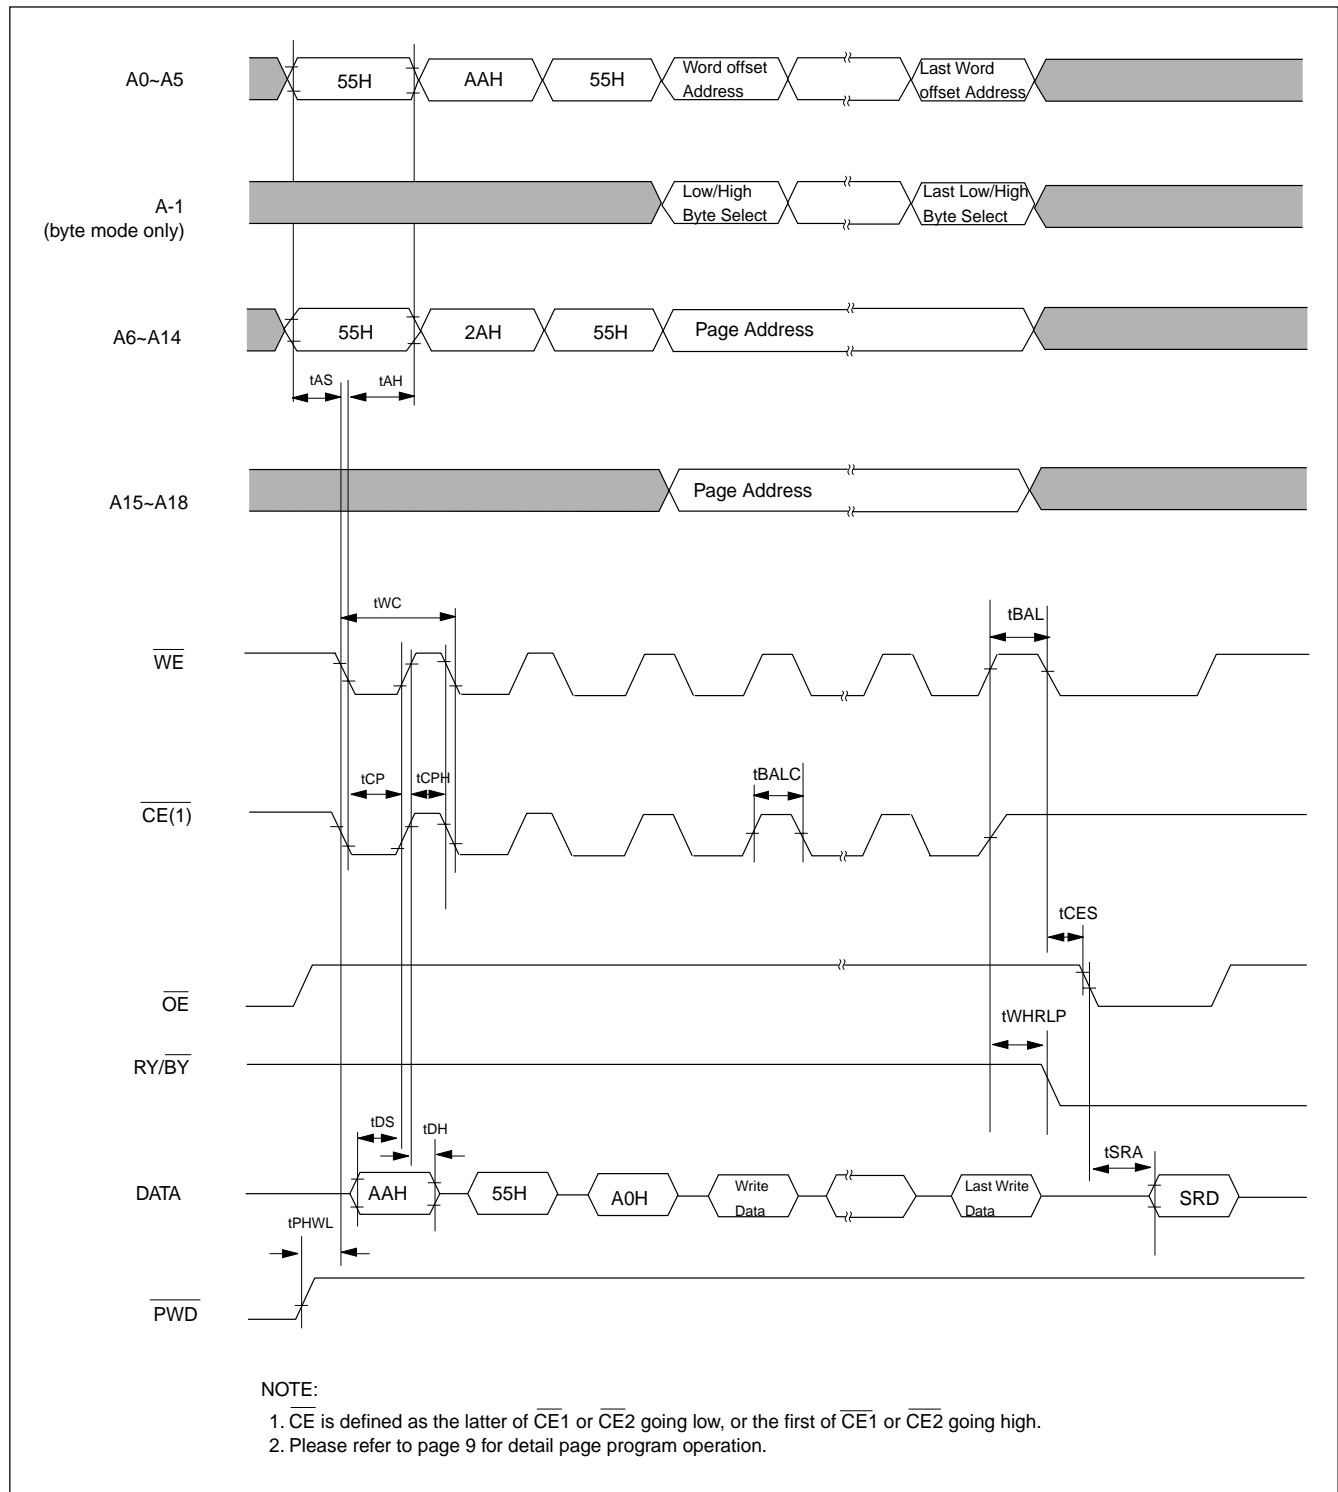 A0~A5
55H
AAH
55H
Word offset
Address
Last Word
offset Address
A-1
(byte mode only)
Low/High
Byte Select
Last Low/High
Byte Select
A6~A14
55H
2AH
55H
Page Address
tAS
tAH
A15~A18
Page Address
tWC
tBAL
WE
tCP
tCPH
tBALC
CE(1)
tCES
OE
tWHRLP
RY/BY
tDS
tDH
tSRA
DATA
AAH
55H
A0H
Write
Data
Last Write
Data
SRD
tPHWL
PWD
NOTE:
1. CE is defined as the latter of CE1 or CE2 going low, or the first of CE1 or CE2 going high.
2. Please refer to page 9 for detail page program operation.